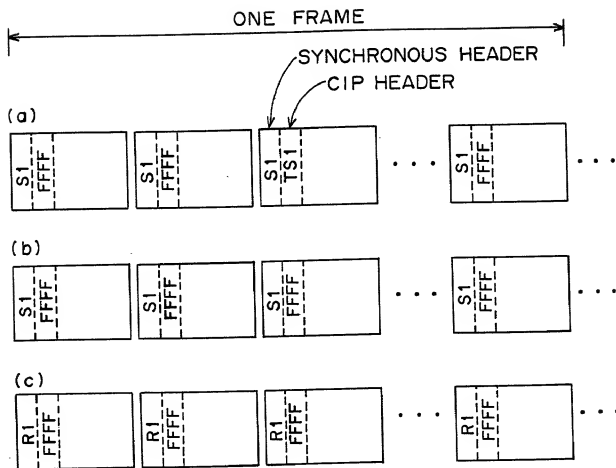 ONE FRAME
SYNCHRONOUS HEADER
CIP HEADER
(a)
S1 FFFF S1 FFFF S1 TS1 ... S1 FFFF ...
(b)
S1 FFFF S1 FFFF S1 FFFF ... S1 FFFF ...
(c)
R1 FFFF R1 FFFF R1 FFFF ... R1 FFFF ...